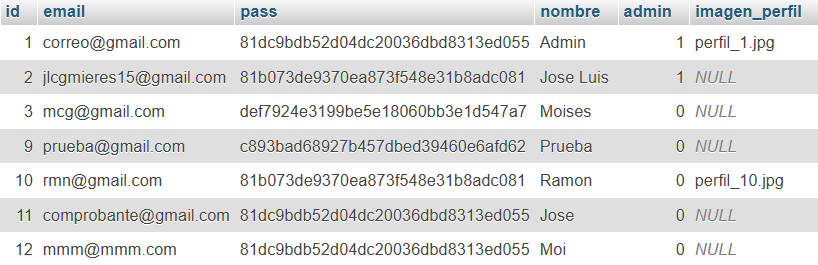 id email pass nombre admin imagen_perfil
1 correo@gmail.com 81dc9bdb52d04dc20036dbd8313ed055 Admin 1 perfil_1.jpg
2 jlcgmieres15@gmail.com 81b073de9370ea873f548e31b8adc081 Jose Luis 1 NULL
3 mcg@gmail.com def7924e3199be5e18060bb3e1d547a7 Moises 0 NULL
9 prueba@gmail.com c893bad68927b457dbed39460e6afd62 Prueba 0 NULL
10 rmn@gmail.com 81b073de9370ea873f548e31b8adc081 Ramon 0 perfil_10.jpg
11 comprobante@gmail.com 81dc9bdb52d04dc20036dbd8313ed055 Jose 0 NULL
12 mmm@mmm.com 81dc9bdb52d04dc20036dbd8313ed055 Moi 0 NULL